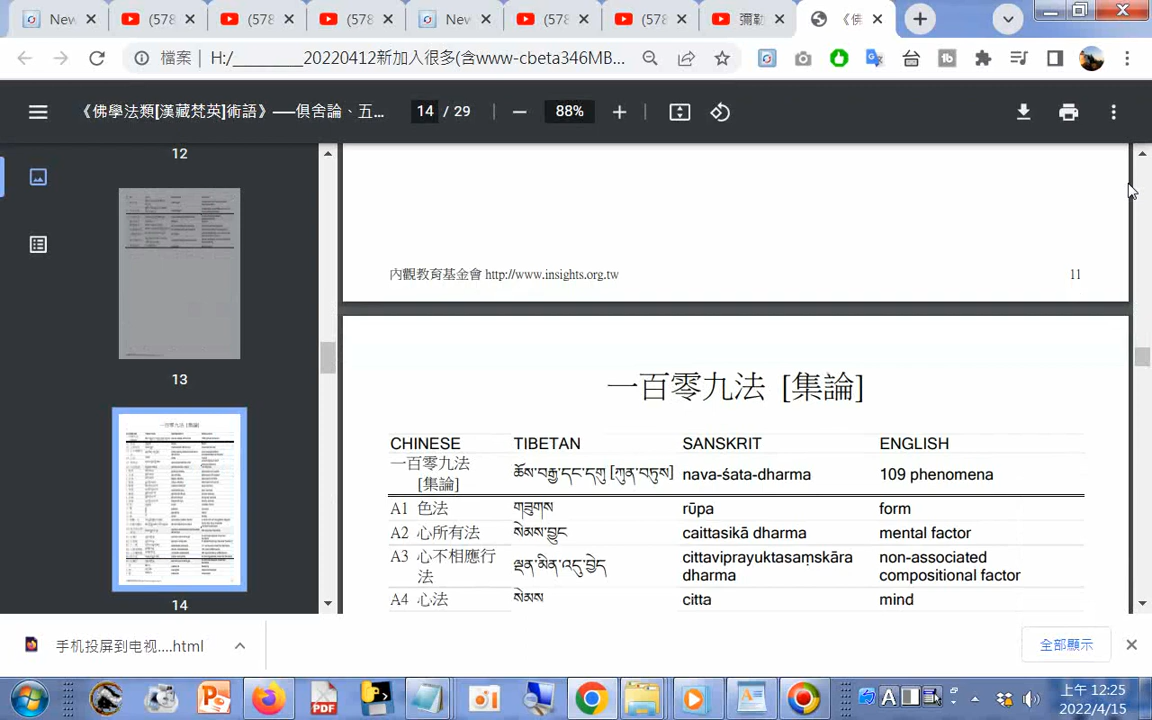 New
(578
(578
(578
New
(578
(578
彌勒
《佛
檔案 H:/________20220412新加入很多(含www-cbeta346MB...
《佛學法類[漢藏梵英]術語》──俱舍論、五...
14 / 29
88%
12
13
14
內觀教育基金會 http://www.insights.org.tw
11
一百零九法 [集論]
CHINESE TIBETAN SANSKRIT ENGLISH
一百零九法 ཆོས་བརྒྱ་དང་དགུ [ཀུན་བཏུས] nava-śata-dharma 109 phenomena
[集論]
A1 色法 གཟུགས rūpa form
A2 心所有法 སེམས་བྱུང caittasikā dharma mental factor
A3 心不相應行 ལྡན་མིན་འདུ་བྱེད cittaviprayuktasaṃskāra non-associated
法 dharma compositional factor
A4 心法 སེམས citta mind
手机投屏到电视....html
全部顯示
上午 12:25
2022/4/15